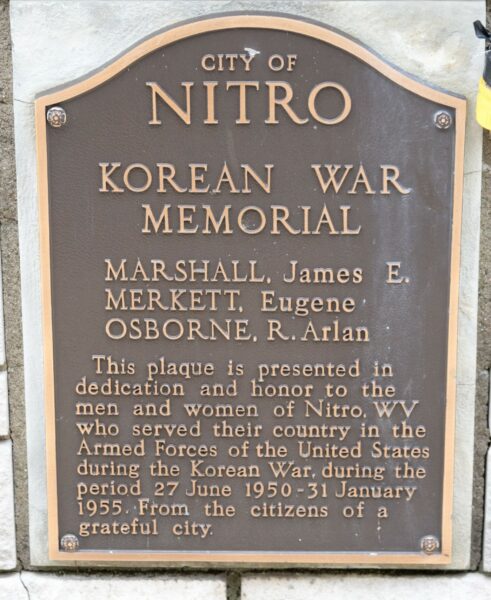 CITY OF
NITRO
KOREAN WAR
MEMORIAL
MARSHALL, James E.
MERKETT, Eugene
OSBORNE, R. Arlan
This plaque is presented in
dedication and honor to the
men and women of Nitro, WV
who served their country in the
Armed Forces of the United States
during the Korean War, during the
period 27 June 1950-31 January
1955. From the citizens of a
grateful city.